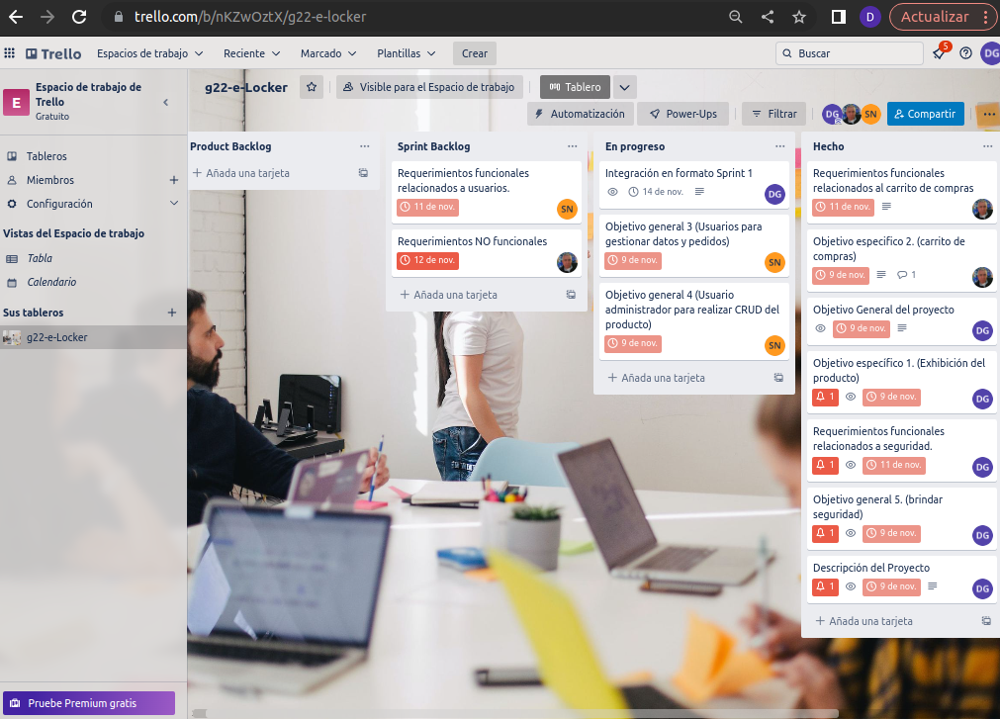 trello.com/b/nKZwOztX/g22-e-locker
D
Actualizar
Trello
Espacios de trabajo
Reciente
Marcado
Plantillas
Crear
Buscar
5
DG
E
Espacio de trabajo de
Trello
Gratuito
g22-e-Locker
Visible para el Espacio de trabajo
Tablero
Automatización
Power-Ups
Filtrar
DG
SN
Compartir
Tableros
Miembros
Configuración
Vistas del Espacio de trabajo
Tabla
Calendario
Sus tableros
g22-e-Locker
Pruebe Premium gratis
Product Backlog
Añada una tarjeta
Sprint Backlog
Requerimientos funcionales
relacionados a usuarios.
11 de nov.
SN
Requerimientos NO funcionales
12 de nov.
Añada una tarjeta
En progreso
Integración en formato Sprint 1
14 de nov.
DG
Objetivo general 3 (Usuarios para
gestionar datos y pedidos)
9 de nov.
SN
Objetivo general 4 (Usuario
administrador para realizar CRUD del
producto)
9 de nov.
SN
Añada una tarjeta
Hecho
Requerimientos funcionales
relacionados al carrito de compras
11 de nov.
Objetivo especifico 2. (carrito de
compras)
9 de nov.
1
Objetivo General del proyecto
9 de nov.
DG
Objetivo específico 1. (Exhibición del
producto)
1
9 de nov.
DG
Requerimientos funcionales
relacionados a seguridad.
1
11 de nov.
DG
Objetivo general 5. (brindar
seguridad)
1
9 de nov.
DG
Descripción del Proyecto
1
9 de nov.
DG
Añada una tarjeta